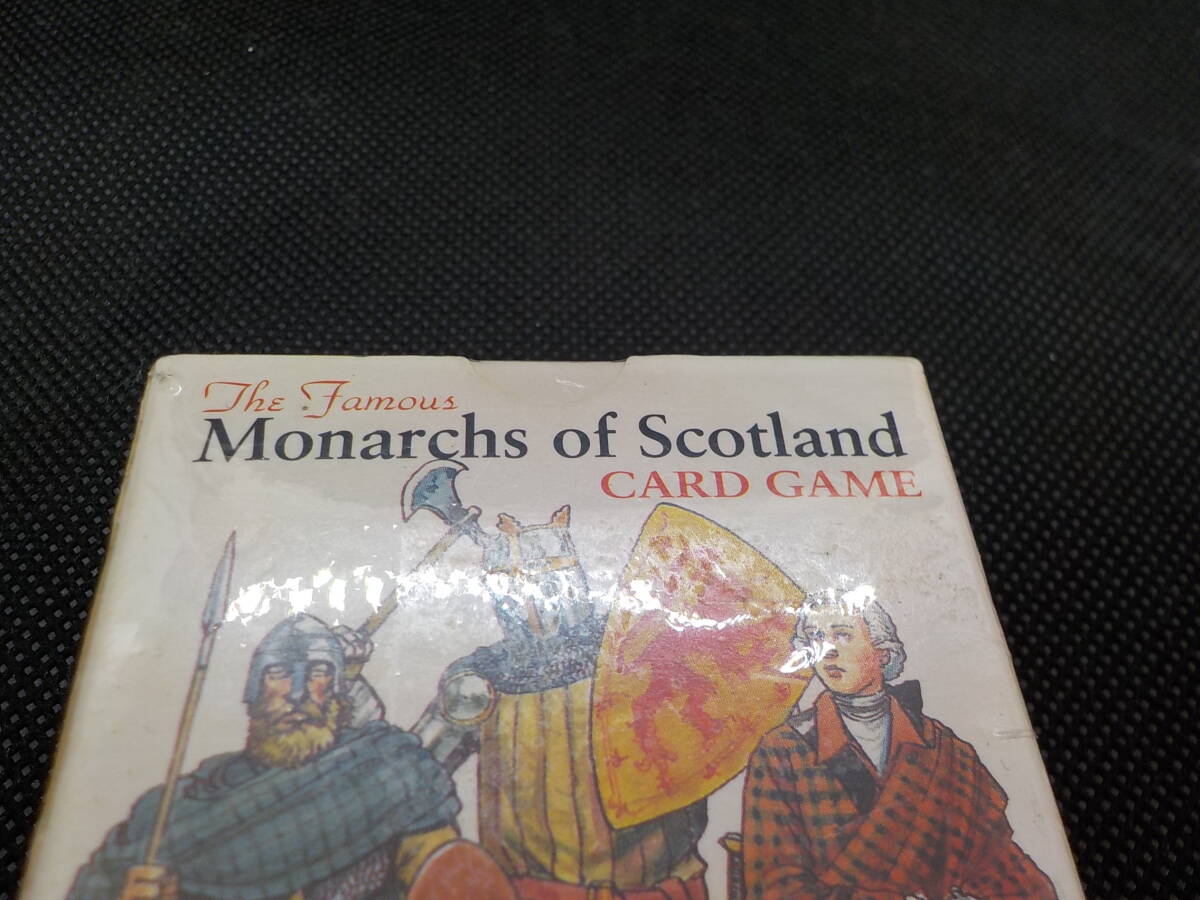 The Famous
Monarchs of Scotland
CARD GAME